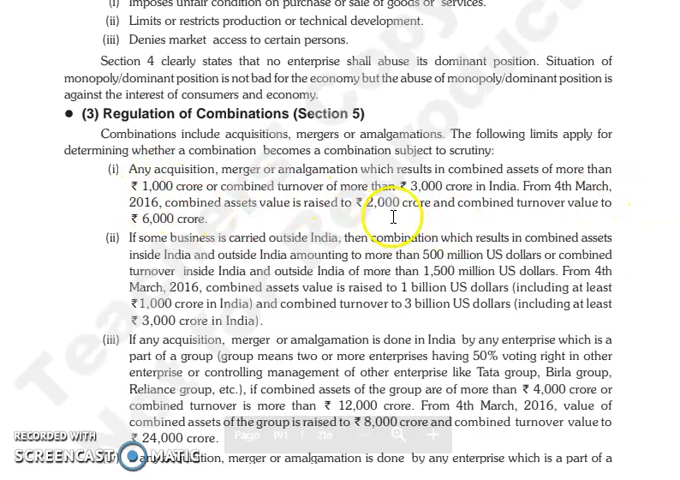 (i) Imposes unfair condition on purchase or sale of goods or services.
(ii) Limits or restricts production or technical development.
(iii) Denies market access to certain persons.
Section 4 clearly states that no enterprise shall abuse its dominant position. Situation of
monopoly/dominant position is not bad for the economy but the abuse of monopoly/dominant position is
against the interest of consumers and economy.
● (3) Regulation of Combinations (Section 5)
Combinations include acquisitions, mergers or amalgamations. The following limits apply for
determining whether a combination becomes a combination subject to scrutiny:
(i) Any acquisition, merger or amalgamation which results in combined assets of more than
₹ 1,000 crore or combined turnover of more than ₹ 3,000 crore in India. From 4th March,
2016, combined assets value is raised to ₹ 2,000 crore and combined turnover value to
₹ 6,000 crore.
(ii) If some business is carried outside India, then combination which results in combined assets
inside India and outside India amounting to more than 500 million US dollars or combined
turnover inside India and outside India of more than 1,500 million US dollars. From 4th
March, 2016, combined assets value is raised to 1 billion US dollars (including at least
₹1,000 crore in India) and combined turnover to 3 billion US dollars (including at least
₹ 3,000 crore in India).
(iii) If any acquisition, merger or amalgamation is done in India by any enterprise which is a
part of a group (group means two or more enterprises having 50% voting right in other
enterprise or controlling management of other enterprise like Tata group, Birla group,
Reliance group, etc.), if combined assets of the group are of more than ₹ 4,000 crore or
combined turnover is more than ₹ 12,000 crore. From 4th March, 2016, value of
combined assets of the group is raised to ₹ 8,000 crore and combined turnover value to
₹ 24,000 crore.
Page 191 / 216
acquisition, merger or amalgamation is done by any enterprise which is a part of a
RECORDED WITH
SCREENCAST MATIC
Teachers Copy
Not for Reproduction